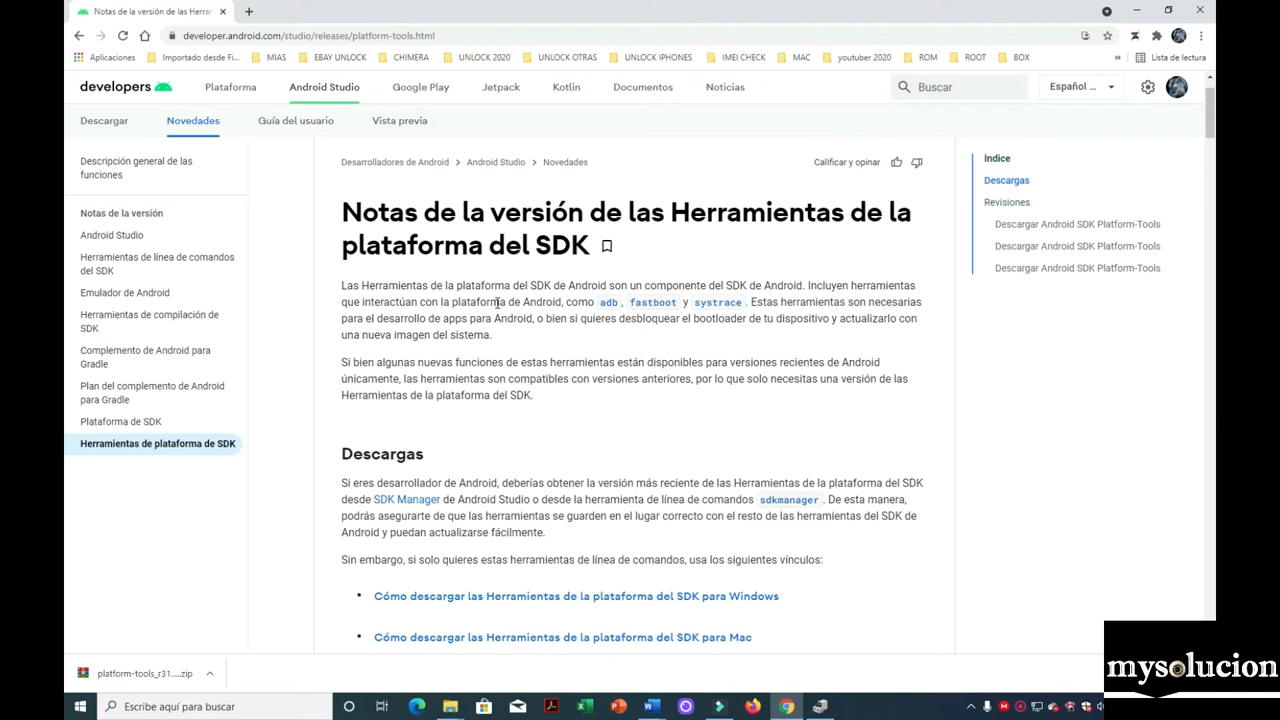 Notas de la versión de las Herra
developer.android.com/studio/releases/platform-tools.html
Aplicaciones
Importado desde Fi...
MIAS
EBAY UNLOCK
CHIMERA
UNLOCK 2020
UNLOCK OTRAS
UNLOCK IPHONES
IMEI CHECK
MAC
youtuber 2020
ROM
ROOT
BOX
»
Lista de lectura
developers
Plataforma
Android Studio
Google Play
Jetpack
Kotlin
Documentos
Noticias
Buscar
Español ...
Descargar
Novedades
Guía del usuario
Vista previa
Descripción general de las
funciones
Notas de la versión
Android Studio
Herramientas de línea de comandos
del SDK
Emulador de Android
Herramientas de compilación de
SDK
Complemento de Android para
Gradle
Plan del complemento de Android
para Gradle
Plataforma de SDK
Herramientas de plataforma de SDK
Desarrolladores de Android > Android Studio > Novedades
Calificar y opinar
Notas de la versión de las Herramientas de la
plataforma del SDK
Las Herramientas de la plataforma del SDK de Android son un componente del SDK de Android. Incluyen herramientas
que interactúan con la plataforma de Android, como adb, fastboot y systrace. Estas herramientas son necesarias
para el desarrollo de apps para Android, o bien si quieres desbloquear el bootloader de tu dispositivo y actualizarlo con
una nueva imagen del sistema.
Si bien algunas nuevas funciones de estas herramientas están disponibles para versiones recientes de Android
únicamente, las herramientas son compatibles con versiones anteriores, por lo que solo necesitas una versión de las
Herramientas de la plataforma del SDK.
Descargas
Si eres desarrollador de Android, deberías obtener la versión más reciente de las Herramientas de la plataforma del SDK
desde SDK Manager de Android Studio o desde la herramienta de línea de comandos sdkmanager. De esta manera,
podrás asegurarte de que las herramientas se guarden en el lugar correcto con el resto de las herramientas del SDK de
Android y puedan actualizarse fácilmente.
Sin embargo, si solo quieres estas herramientas de línea de comandos, usa los siguientes vínculos:
• Cómo descargar las Herramientas de la plataforma del SDK para Windows
• Cómo descargar las Herramientas de la plataforma del SDK para Mac
Índice
Descargas
Revisiones
Descargar Android SDK Platform-Tools
Descargar Android SDK Platform-Tools
Descargar Android SDK Platform-Tools
platform-tools_r31.....zip
Escribe aquí para buscar
mysolucion